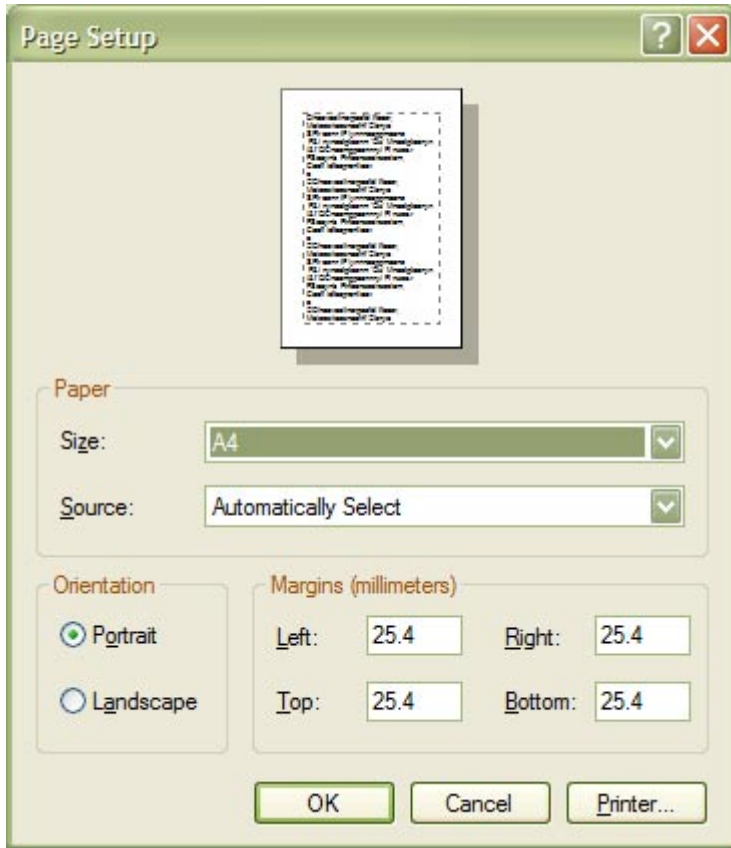 Page Setup
Paper
Size: A4
Source: Automatically Select
Orientation
Portrait
Landscape
Margins (millimeters)
Left: 25.4 Right: 25.4
Top: 25.4 Bottom: 25.4
OK Cancel Printer...